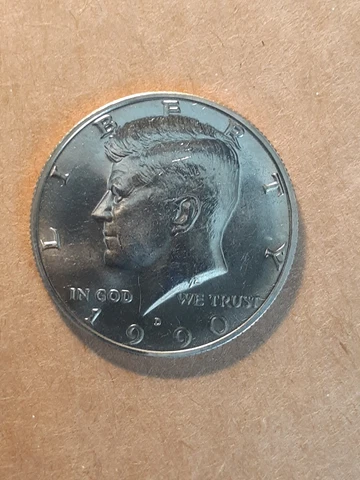 LIBERTY
IN GOD WE TRUST
D
1990